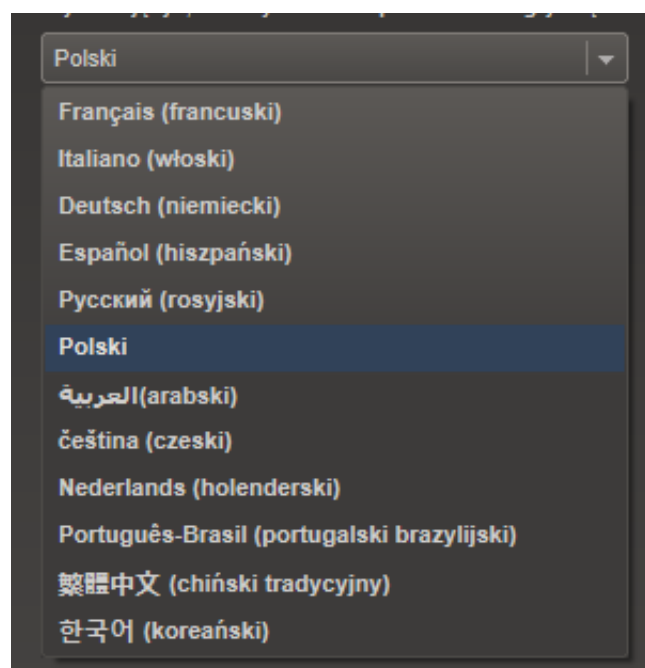 Polski
Français (francuski)
Italiano (włoski)
Deutsch (niemiecki)
Español (hiszpański)
Русский (rosyjski)
Polski
العربية(arabski)
čeština (czeski)
Nederlands (holenderski)
Português-Brasil (portugalski brazylijski)
繁體中文 (chiński tradycyjny)
한국어 (koreański)